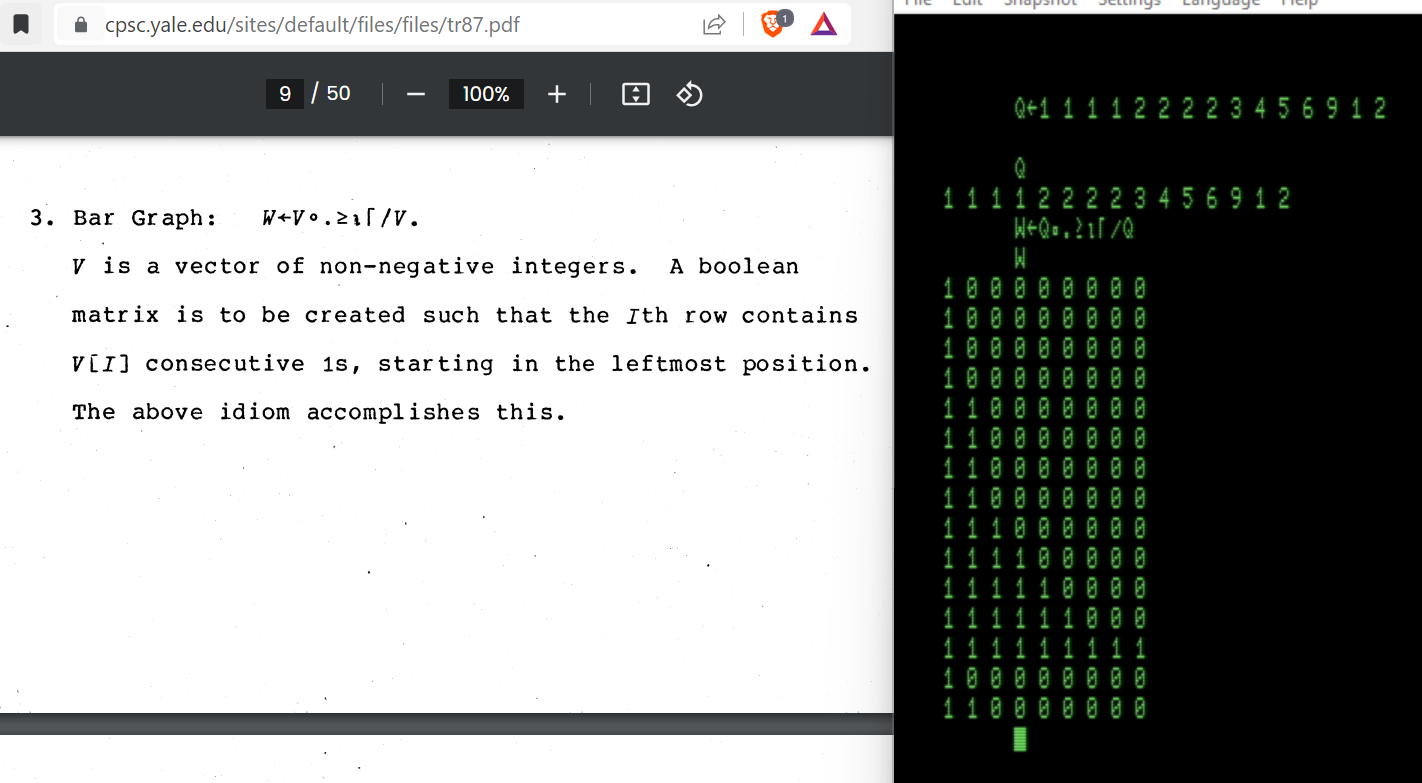 cpsc.yale.edu/sites/default/files/files/tr87.pdf
1
9 / 50
100%
3. Bar Graph: W←V∘.≥⍳⌈/V.
V is a vector of non-negative integers. A boolean
matrix is to be created such that the Ith row contains
V[I] consecutive 1s, starting in the leftmost position.
The above idiom accomplishes this.
File Edit Snapshot Settings Language Help
Q←1 1 1 1 2 2 2 2 3 4 5 6 9 1 2
Q
1 1 1 1 2 2 2 2 3 4 5 6 9 1 2
W←Q∘.≥⍳⌈/Q
W
1 0 0 0 0 0 0 0 0
1 0 0 0 0 0 0 0 0
1 0 0 0 0 0 0 0 0
1 0 0 0 0 0 0 0 0
1 1 0 0 0 0 0 0 0
1 1 0 0 0 0 0 0 0
1 1 0 0 0 0 0 0 0
1 1 0 0 0 0 0 0 0
1 1 1 0 0 0 0 0 0
1 1 1 1 0 0 0 0 0
1 1 1 1 1 0 0 0 0
1 1 1 1 1 1 0 0 0
1 1 1 1 1 1 1 1 1
1 0 0 0 0 0 0 0 0
1 1 0 0 0 0 0 0 0